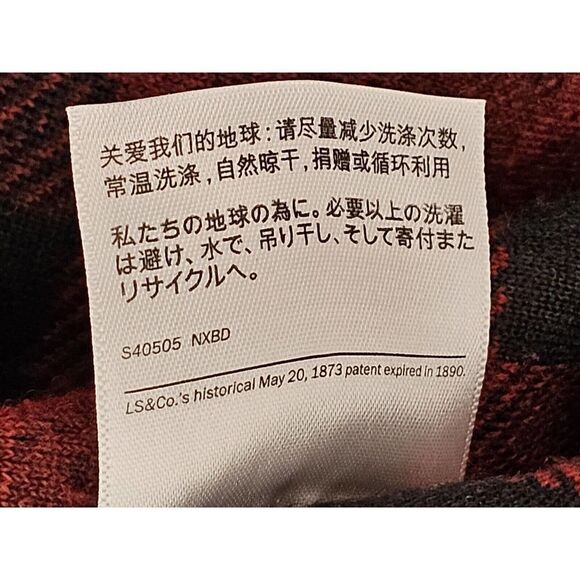 关爱我们的地球:请尽量减少洗涤次数,
常温洗涤,自然晾干,捐赠或循环利用
私たちの地球の為に。必要以上の洗濯
は避け、水で、吊り干し、そして寄付また
リサイクルへ。
S40505 NXBD
LS&Co.'s historical May 20, 1873 patent expired in 1890.